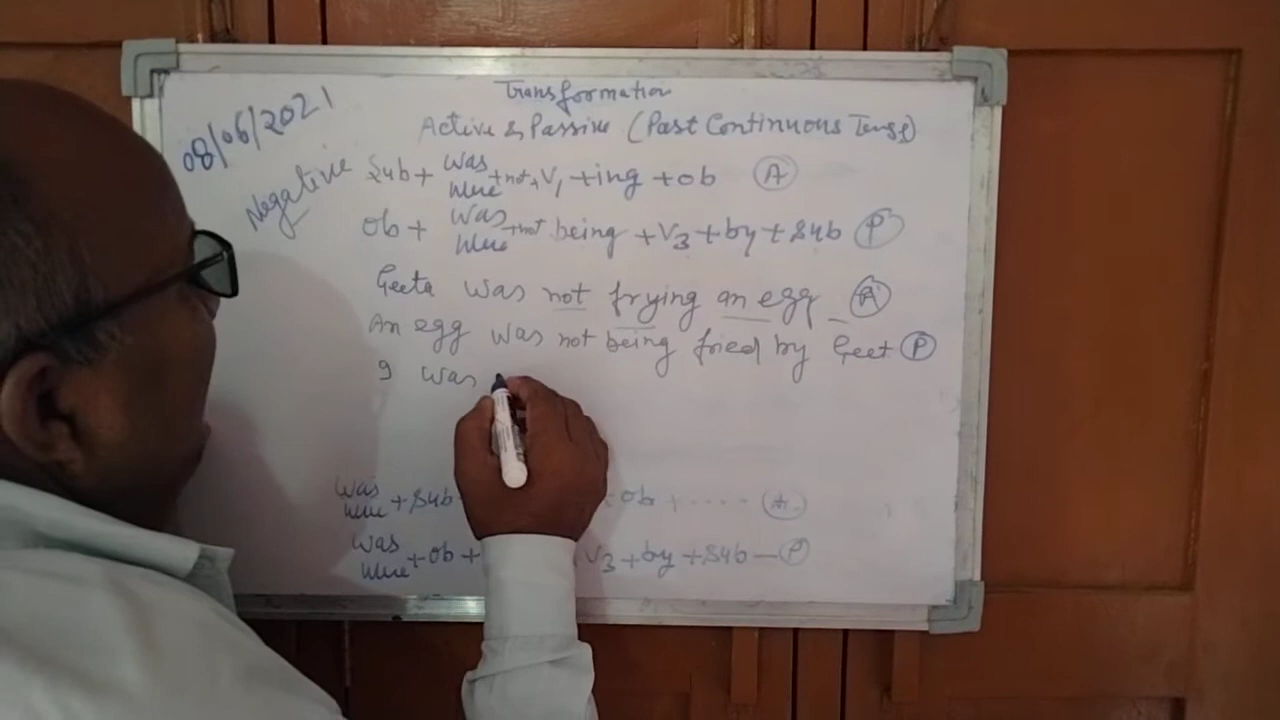 Transformation
08/06/2021
Active & Passive (Past Continuous Tense)
Negative Sub + was/were + not + V1 + ing + ob (A)
ob + was/were + not being + V3 + by + sub (P)
Geeta was not frying an egg (A)
An egg was not being fried by Geet (P)
I was
was/were + sub + ob + ---- (A)
was/were + ob + V3 + by + sub — (P)